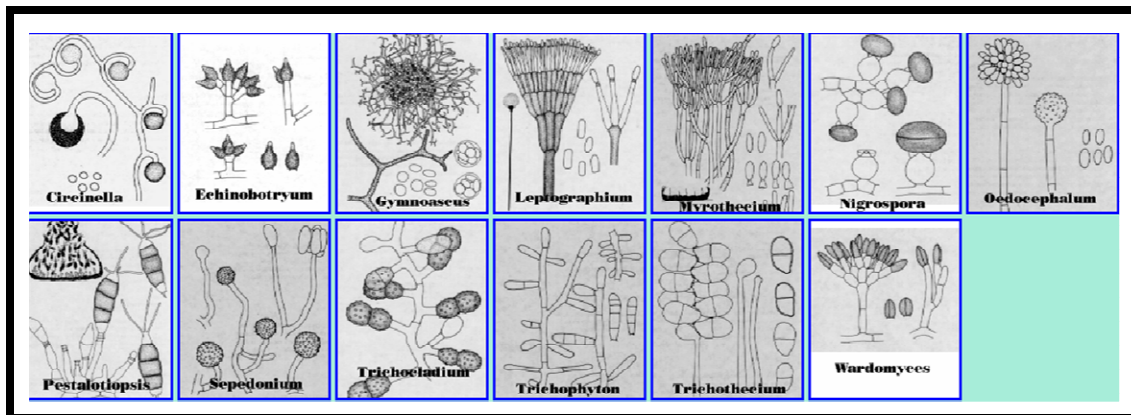 Circinella
Echinobotryum
Gymnoascus
Leptographium
Myrothecium
Nigrospora
Oedocephalum
Pestalotiopsis
Sepedonium
Trichocladium
Trichophyton
Trichothecium
Wardomyces